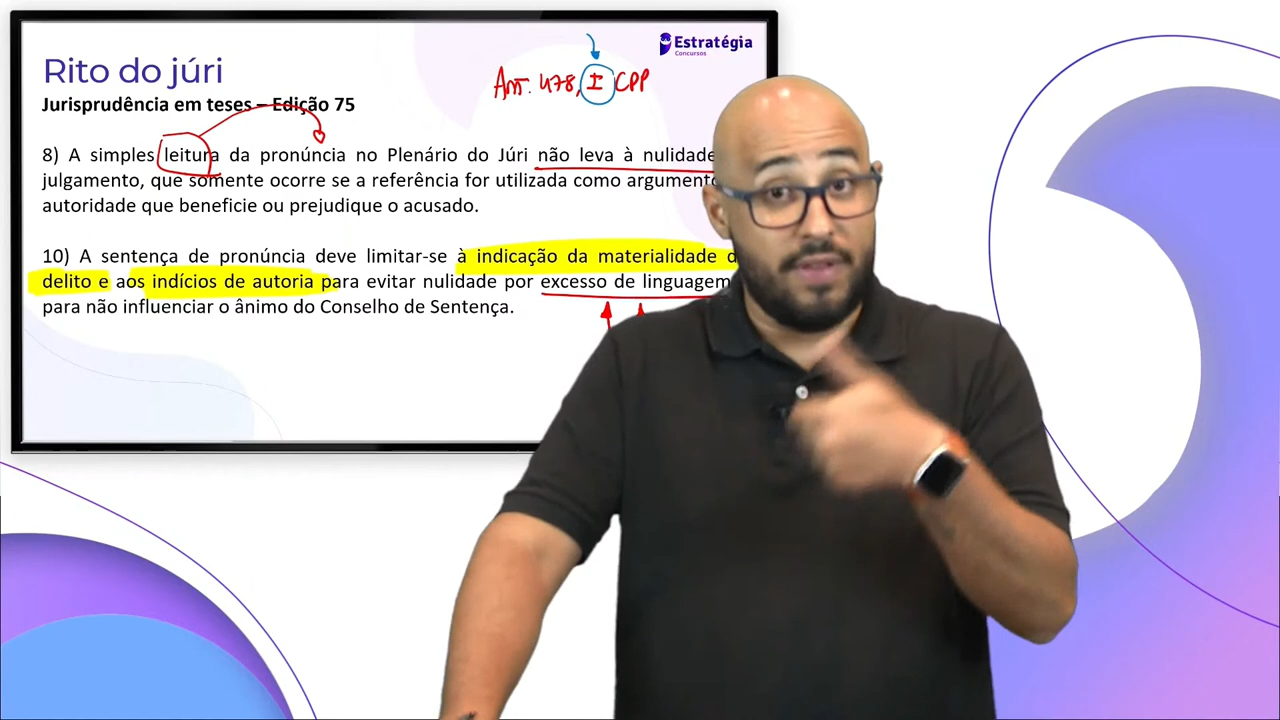 Rito do júri
Estratégia
Concursos
Art. 478, I CPP
Jurisprudência em teses – Edição 75
8) A simples leitura da pronúncia no Plenário do Júri não leva à nulidade
julgamento, que somente ocorre se a referência for utilizada como argumento
autoridade que beneficie ou prejudique o acusado.
10) A sentença de pronúncia deve limitar-se à indicação da materialidade d
delito e aos indícios de autoria para evitar nulidade por excesso de linguagem
para não influenciar o ânimo do Conselho de Sentença.